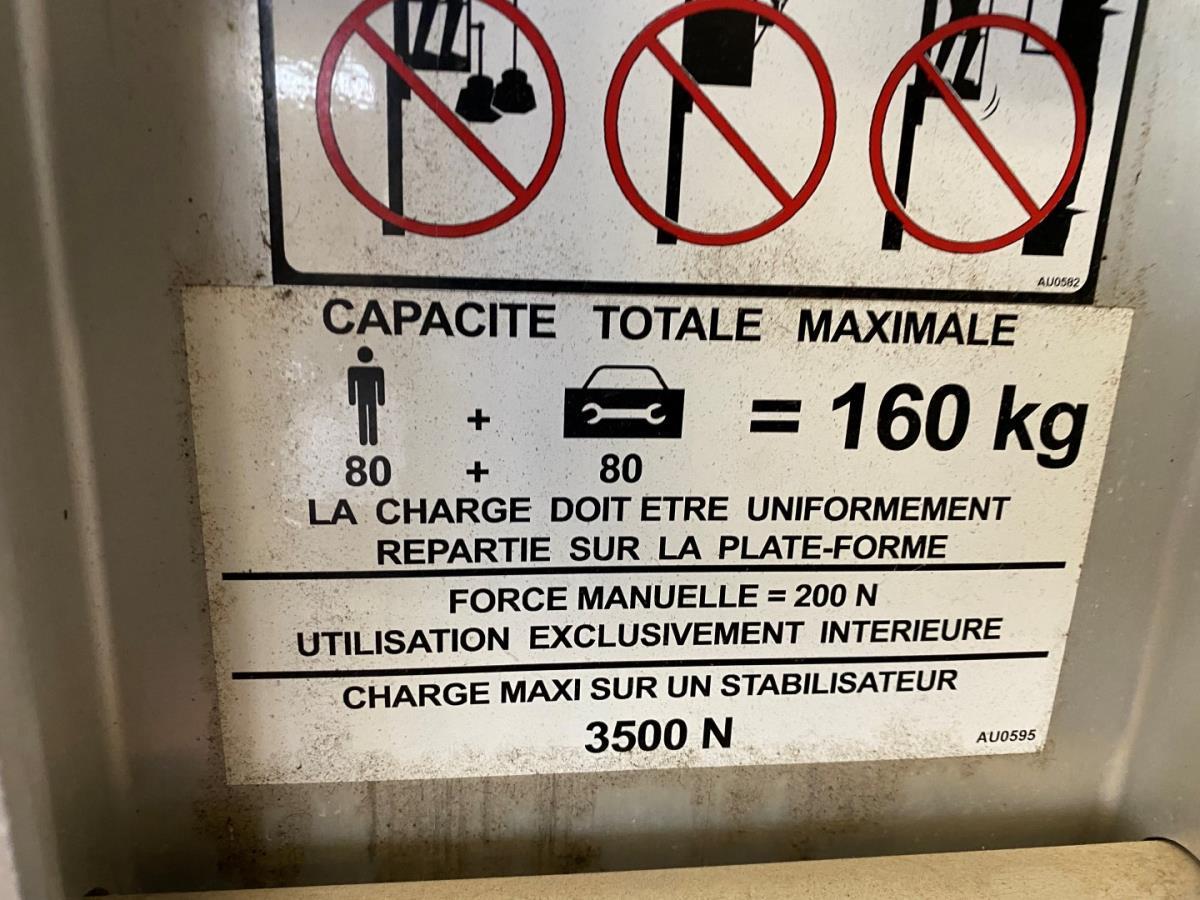 AU0582
CAPACITE TOTALE MAXIMALE
+ = 160 kg
80 + 80
LA CHARGE DOIT ETRE UNIFORMEMENT
REPARTIE SUR LA PLATE-FORME
FORCE MANUELLE = 200 N
UTILISATION EXCLUSIVEMENT INTERIEURE
CHARGE MAXI SUR UN STABILISATEUR
3500 N
AU0595